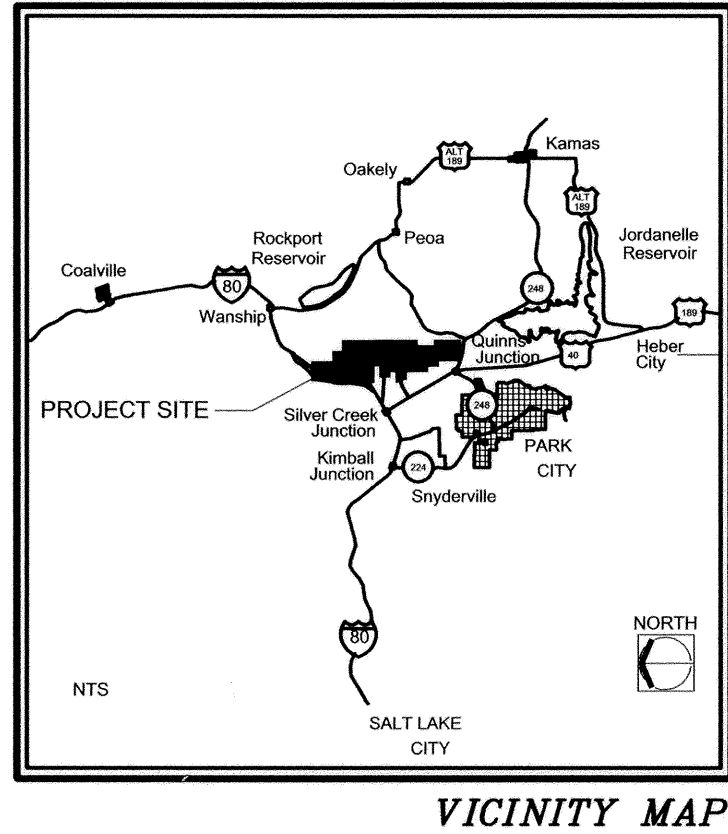 Kamas
ALT
189
Oakely
ALT
189
Peoa
Rockport
Reservoir
Jordanelle
Reservoir
Coalville
80
248
Wanship
189
Quinns
Junction
40
Heber
City
PROJECT SITE
Silver Creek
Junction
248
PARK
CITY
Kimball
Junction
224
Snyderville
80
NORTH
NTS
SALT LAKE
CITY
VICINITY MAP